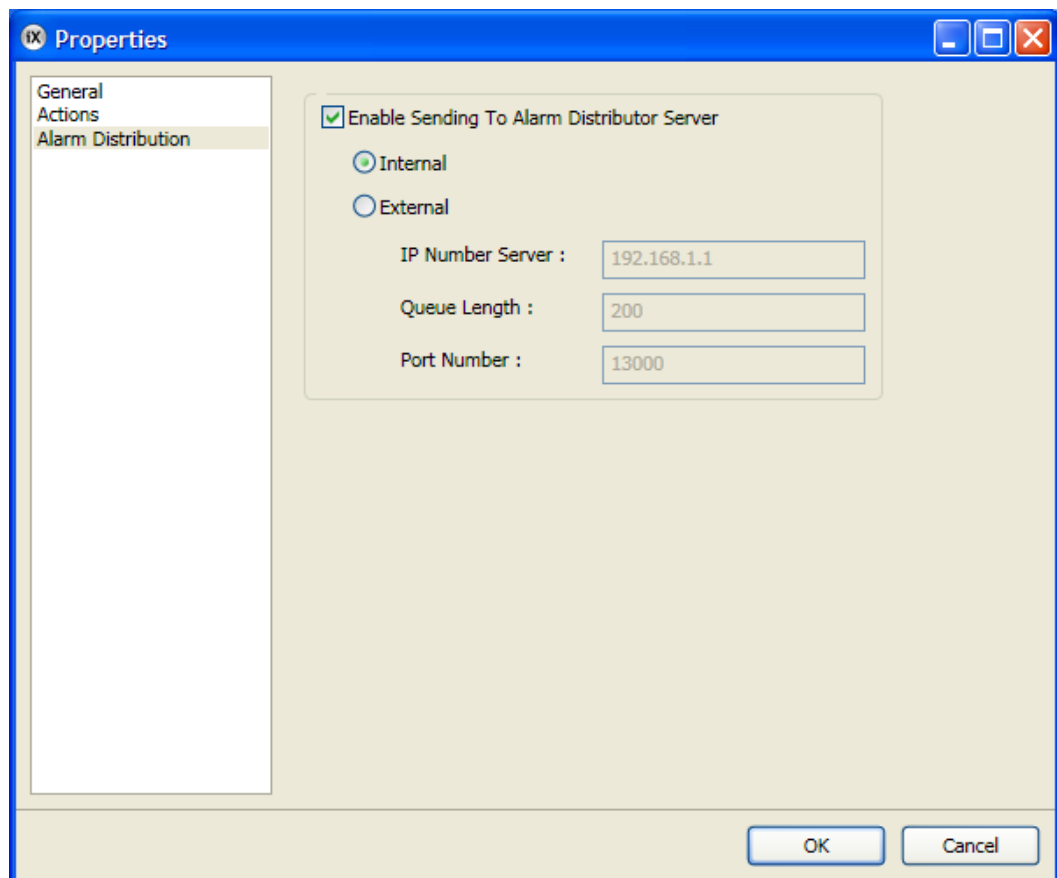 iX Properties
General
Actions
Alarm Distribution
Enable Sending To Alarm Distributor Server
Internal
External
IP Number Server : 192.168.1.1
Queue Length : 200
Port Number : 13000
OK Cancel